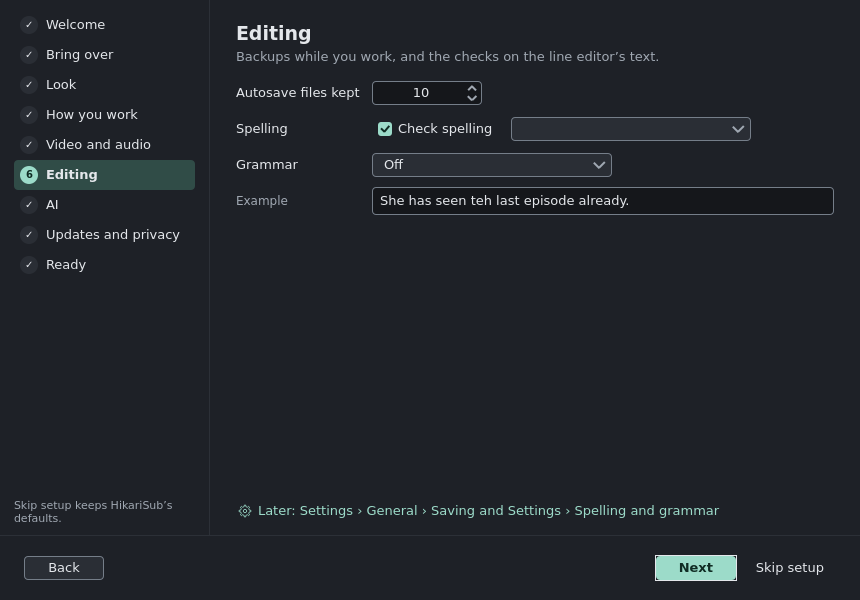 Welcome
Bring over
Look
How you work
Video and audio
6 Editing
AI
Updates and privacy
Ready
Skip setup keeps HikariSub's
defaults.
Editing
Backups while you work, and the checks on the line editor’s text.
Autosave files kept 10
Spelling Check spelling
Grammar Off
Example She has seen teh last episode already.
Later: Settings › General › Saving and Settings › Spelling and grammar
Back Next Skip setup